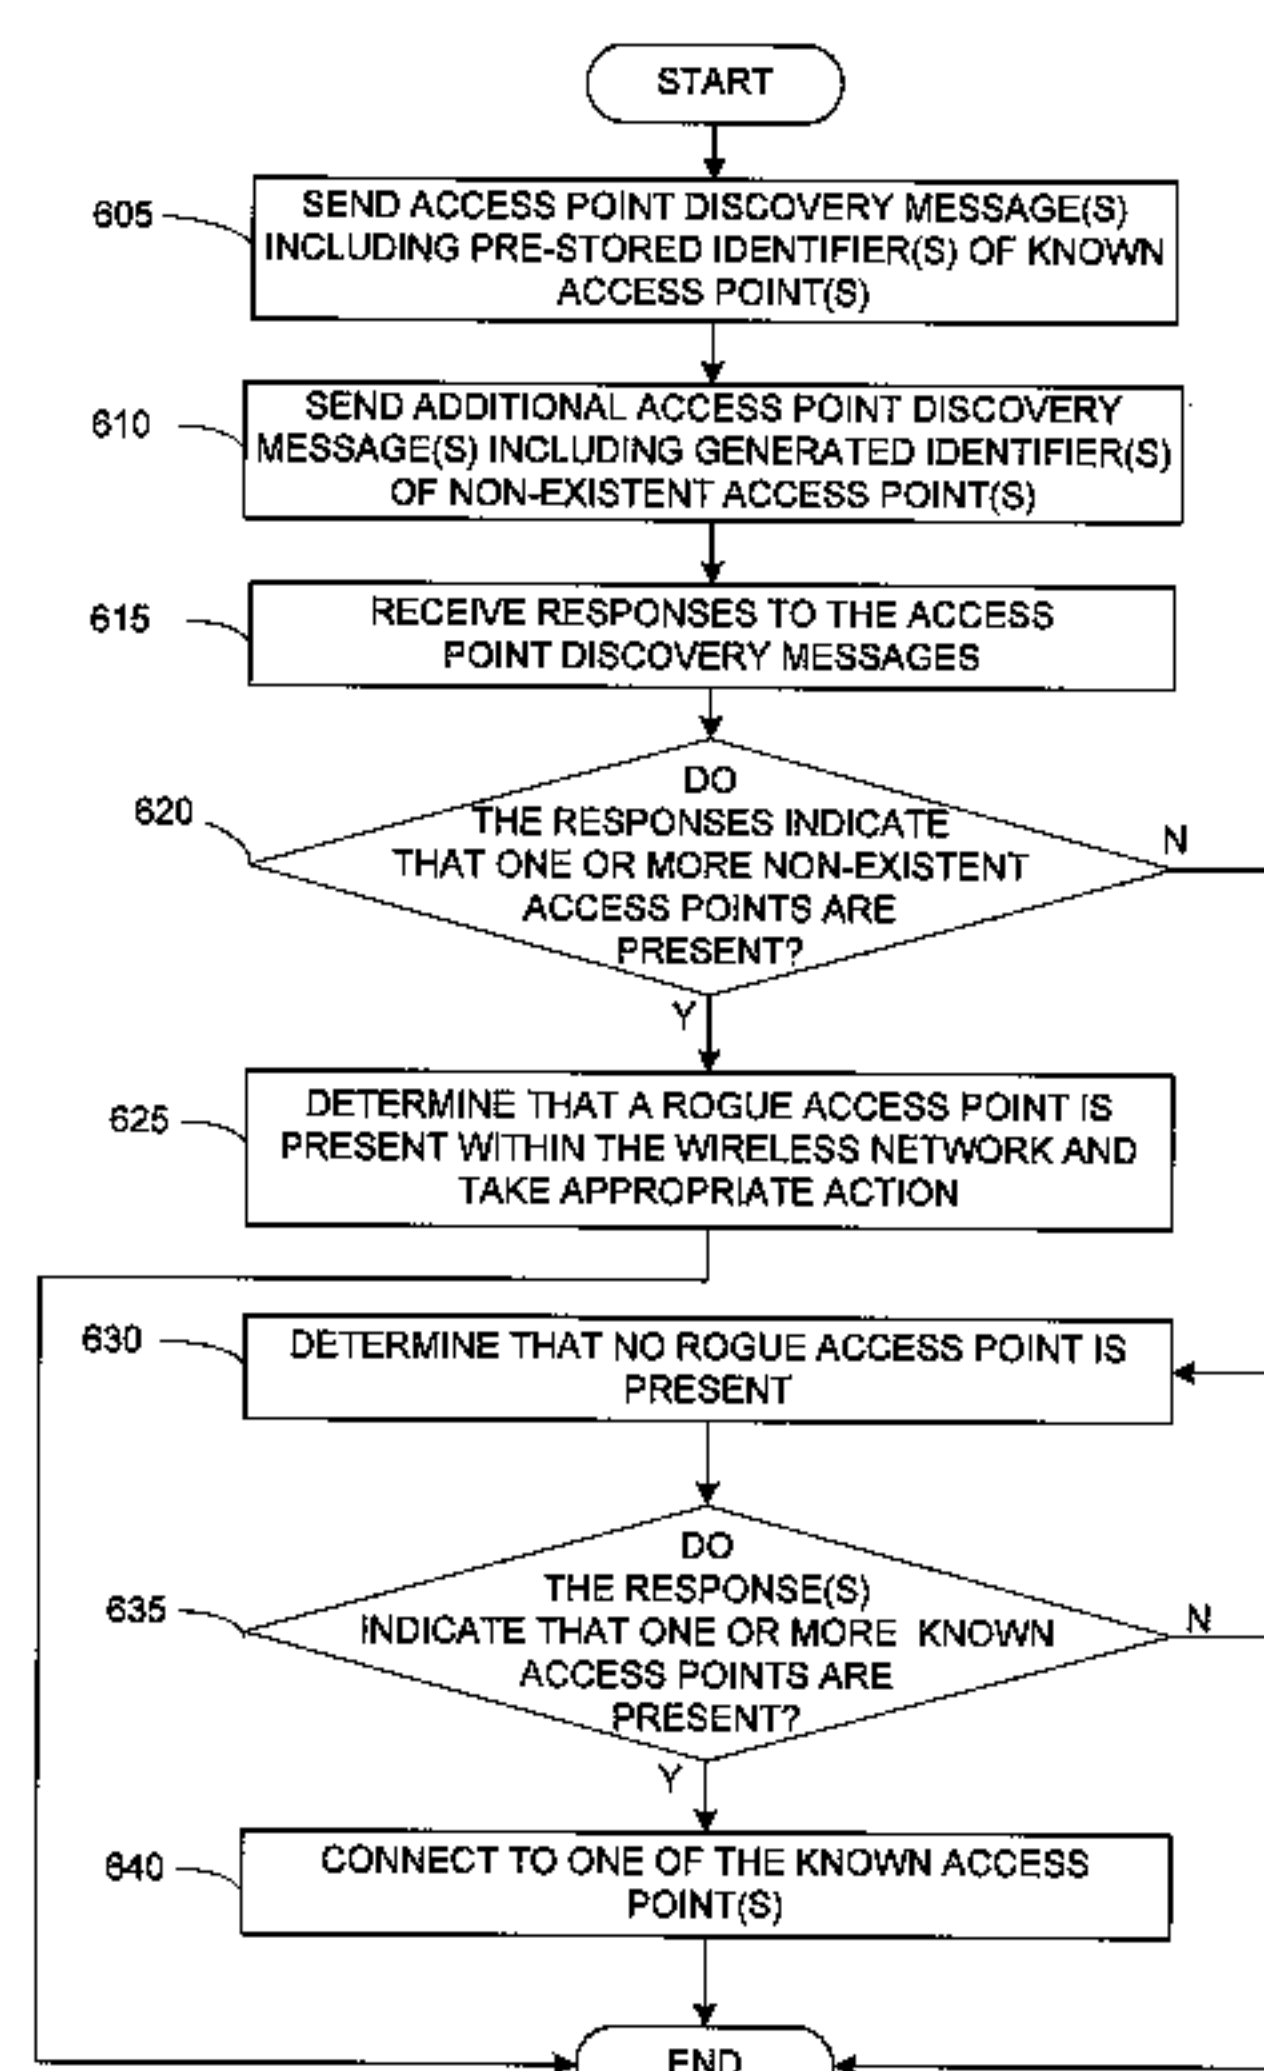 START
605
SEND ACCESS POINT DISCOVERY MESSAGE(S)
INCLUDING PRE-STORED IDENTIFIER(S) OF KNOWN
ACCESS POINT(S)
610
SEND ADDITIONAL ACCESS POINT DISCOVERY
MESSAGE(S) INCLUDING GENERATED IDENTIFIER(S)
OF NON-EXISTENT ACCESS POINT(S)
615
RECEIVE RESPONSES TO THE ACCESS
POINT DISCOVERY MESSAGES
620
DO
THE RESPONSES INDICATE
THAT ONE OR MORE NON-EXISTENT
ACCESS POINTS ARE
PRESENT?
N
Y
625
DETERMINE THAT A ROGUE ACCESS POINT IS
PRESENT WITHIN THE WIRELESS NETWORK AND
TAKE APPROPRIATE ACTION
630
DETERMINE THAT NO ROGUE ACCESS POINT IS
PRESENT
635
DO
THE RESPONSE(S)
INDICATE THAT ONE OR MORE KNOWN
ACCESS POINTS ARE
PRESENT?
N
Y
640
CONNECT TO ONE OF THE KNOWN ACCESS
POINT(S)
END